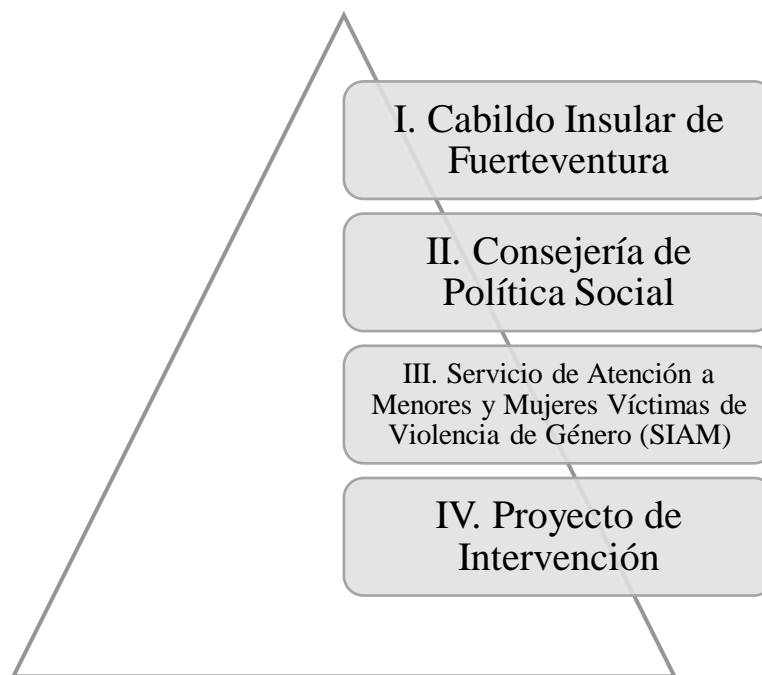 I. Cabildo Insular de
Fuerteventura
II. Consejería de
Política Social
III. Servicio de Atención a
Menores y Mujeres Víctimas de
Violencia de Género (SIAM)
IV. Proyecto de
Intervención